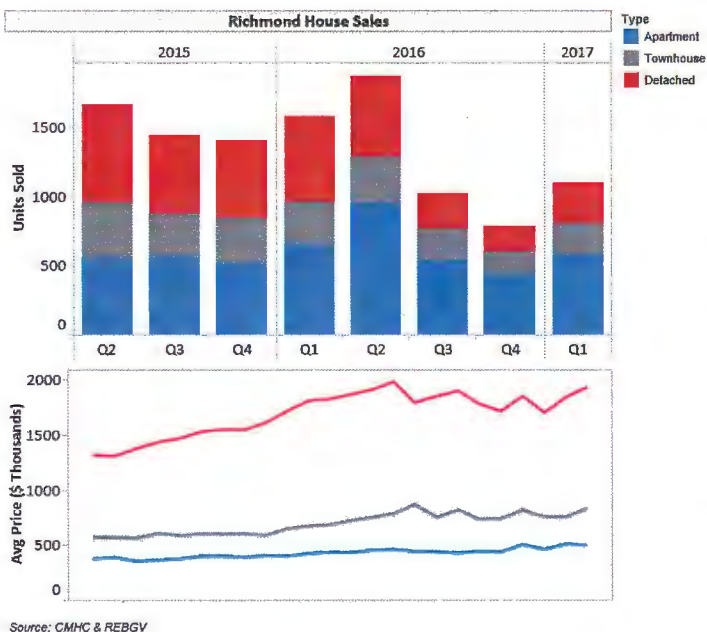 Richmond House Sales
Type
Apartment
Townhouse
Detached
2015
2016
2017
Units Sold
1500
1000
500
0
Q2
Q3
Q4
Q1
Q2
Q3
Q4
Q1
Avg Price ($ Thousands)
2000
1500
1000
500
0
Source: CMHC & REBGV